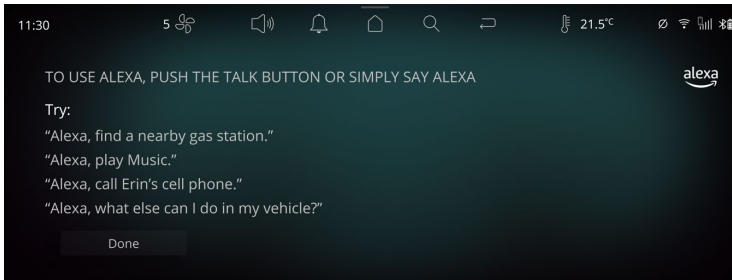 11:30 5 21.5°C
TO USE ALEXA, PUSH THE TALK BUTTON OR SIMPLY SAY ALEXA
alexa
Try:
“Alexa, find a nearby gas station.”
“Alexa, play Music.”
“Alexa, call Erin’s cell phone.”
“Alexa, what else can I do in my vehicle?”
Done